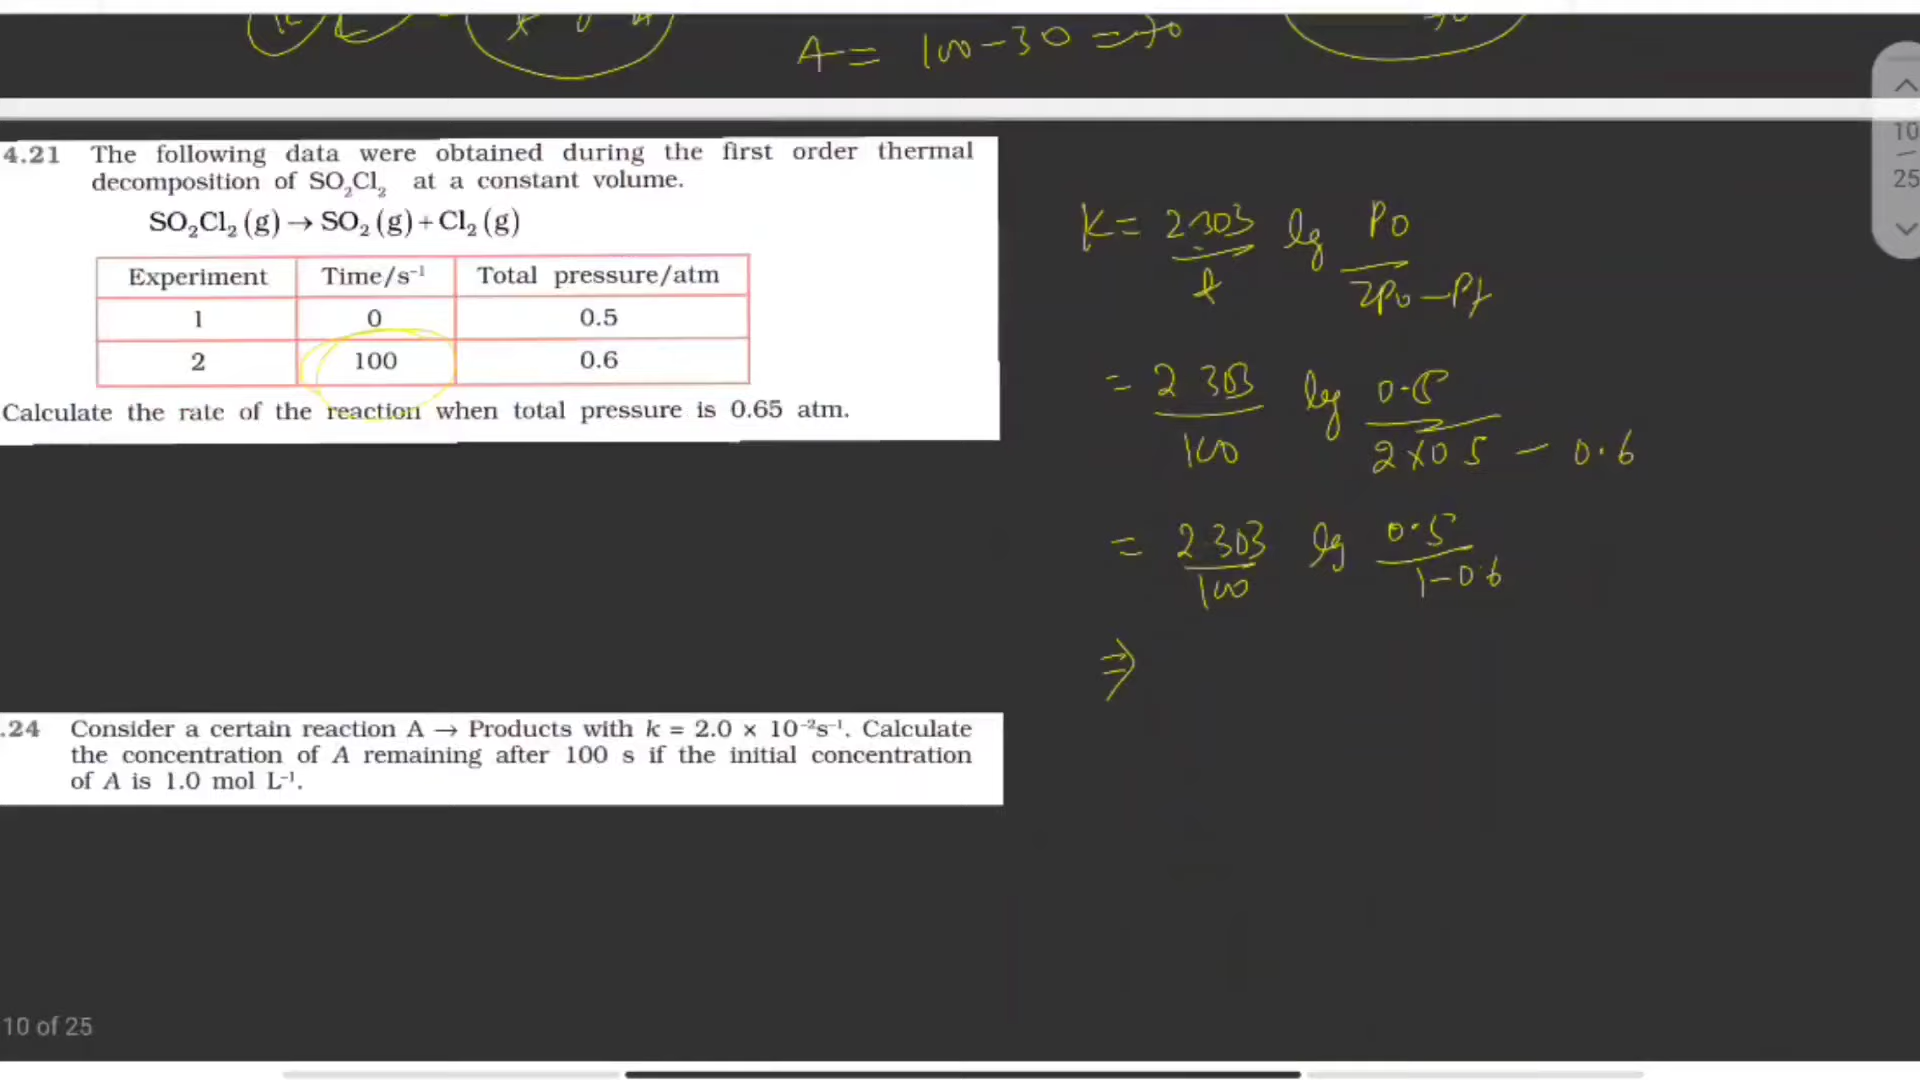 A = 100 - 30 = 70
10
25
4.21 The following data were obtained during the first order thermal
decomposition of SO₂Cl₂ at a constant volume.
SO₂Cl₂ (g) → SO₂ (g) + Cl₂ (g)
Experiment Time/s⁻¹ Total pressure/atm
1 0 0.5
2 100 0.6
Calculate the rate of the reaction when total pressure is 0.65 atm.
K = 2.303/t lg P0/2P0 - Pt
= 2 303/100 lg 0.5/2×0 5 - 0.6
= 2.303/100 lg 0.5/1-0.6
⇒
.24 Consider a certain reaction A → Products with k = 2.0 × 10⁻²s⁻¹. Calculate
the concentration of A remaining after 100 s if the initial concentration
of A is 1.0 mol L⁻¹.
10 of 25